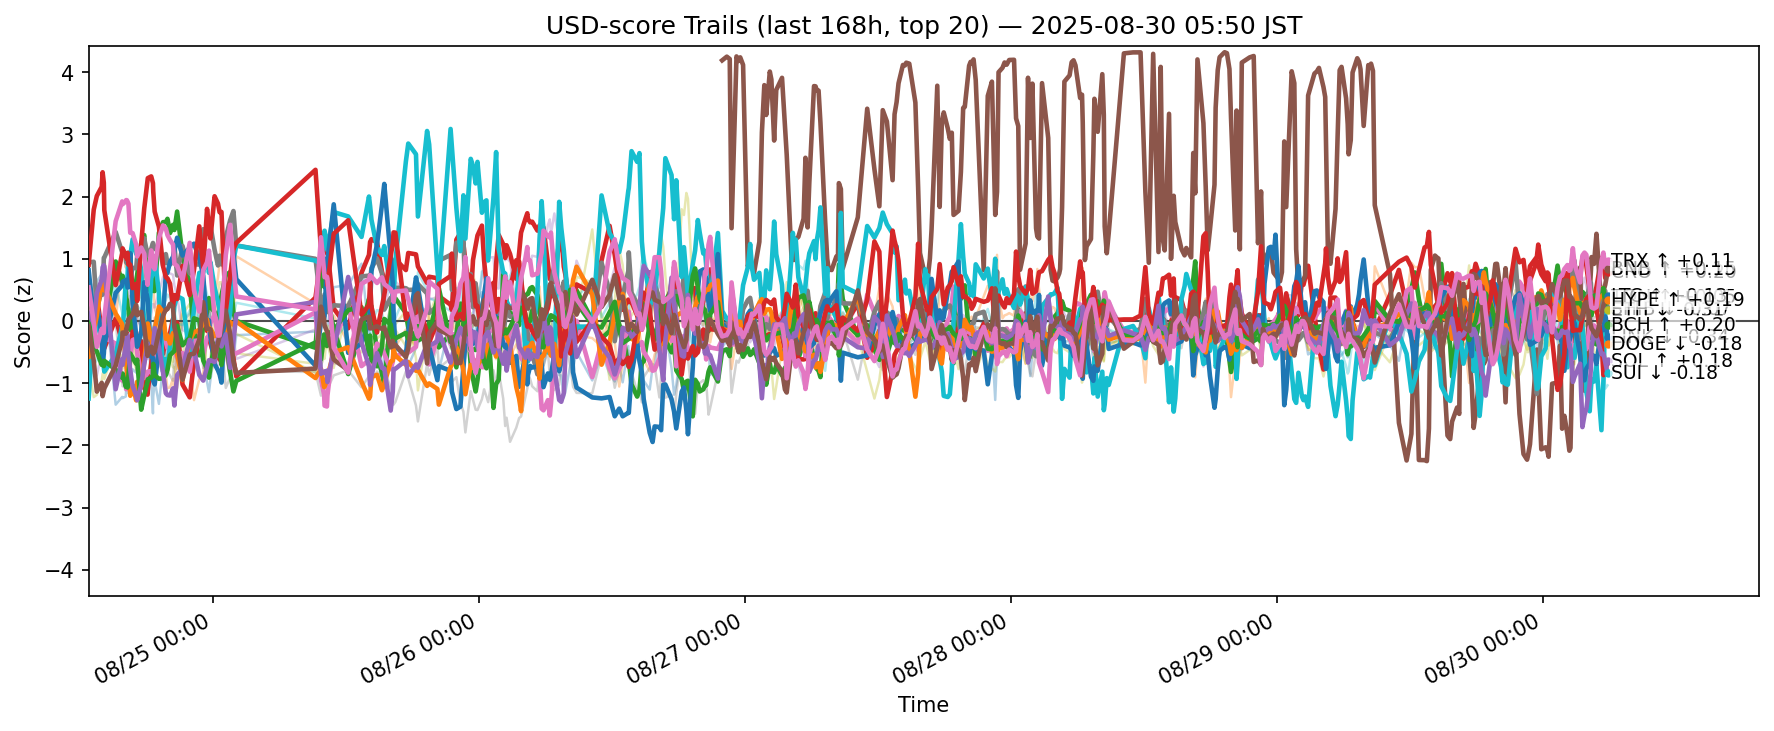 USD-score Trails (last 168h, top 20) — 2025-08-30 05:50 JST
Score (z)
4
3
2
1
0
−1
−2
−3
−4
TRX ↑ +0.11
HYPE ↑ +0.19
BCH ↑ +0.20
DOGE ↓ -0.18
SOL ↑ +0.18
SUI ↓ -0.18
08/25 00:00
08/26 00:00
08/27 00:00
08/28 00:00
08/29 00:00
08/30 00:00
Time